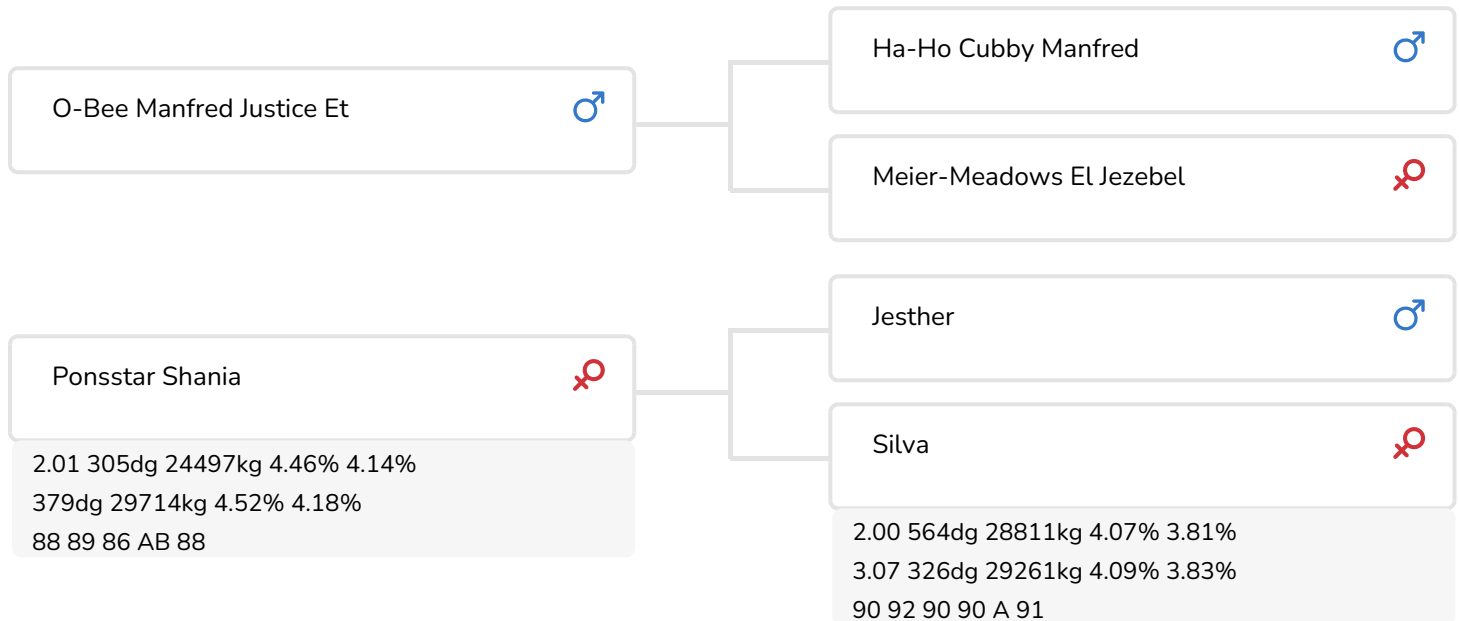 O-Bee Manfred Justice Et
Ha-Ho Cubby Manfred
Meier-Meadows El Jezebel
Ponsstar Shania
2.01 305dg 24497kg 4.46% 4.14%
379dg 29714kg 4.52% 4.18%
88 89 86 AB 88
Jesther
Silva
2.00 564dg 28811kg 4.07% 3.81%
3.07 326dg 29261kg 4.09% 3.83%
90 92 90 90 A 91